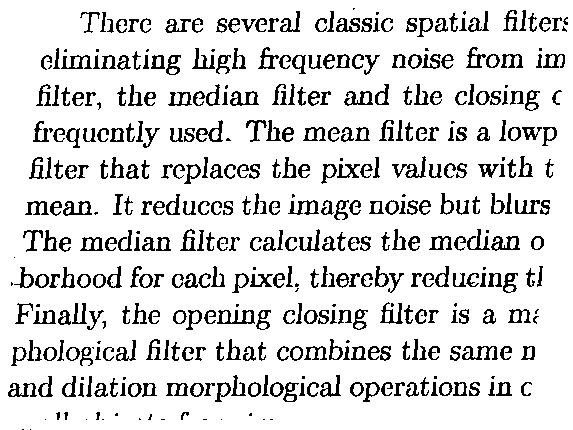 There are several classic spatial filters
eliminating high frequency noise from im
filter, the median filter and the closing c
frequently used. The mean filter is a lowp
filter that replaces the pixel values with t
mean. It reduces the image noise but blurs
The median filter calculates the median o
borhood for each pixel, thereby reducing th
Finally, the opening closing filter is a ma
phological filter that combines the same n
and dilation morphological operations in c